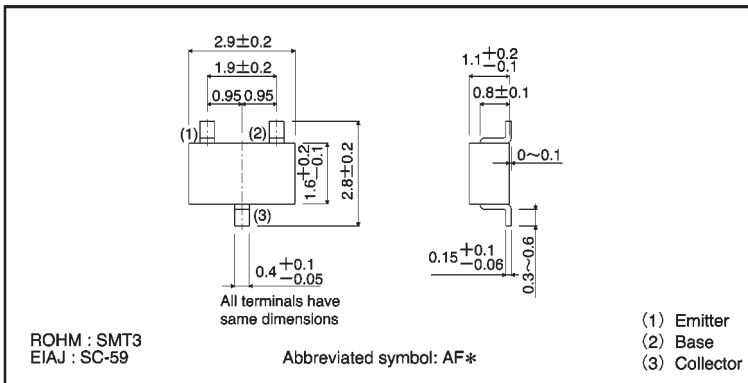 2.9±0.2
1.9±0.2
0.95 0.95
(1)
(2)
(3)
1.6+0.2−0.1
2.8±0.2
0.4+0.1−0.05
All terminals have
same dimensions
1.1+0.2−0.1
0.8±0.1
0~0.1
0.15+0.1−0.06
0.3~0.6
ROHM : SMT3
EIAJ : SC-59
Abbreviated symbol: AF*
(1) Emitter
(2) Base
(3) Collector